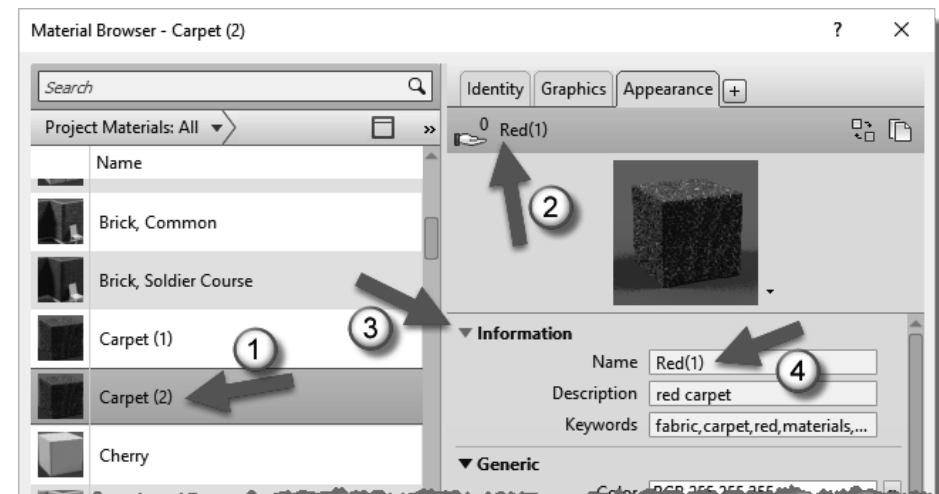 Material Browser - Carpet (2) ? ×
Search
Project Materials: All »
Name
Brick, Common
Brick, Soldier Course
Carpet (1)
Carpet (2)
Cherry
1
3
Identity Graphics Appearance +
0 Red(1)
2
Information
Name Red(1)
4
Description red carpet
Keywords fabric,carpet,red,materials,...
Generic